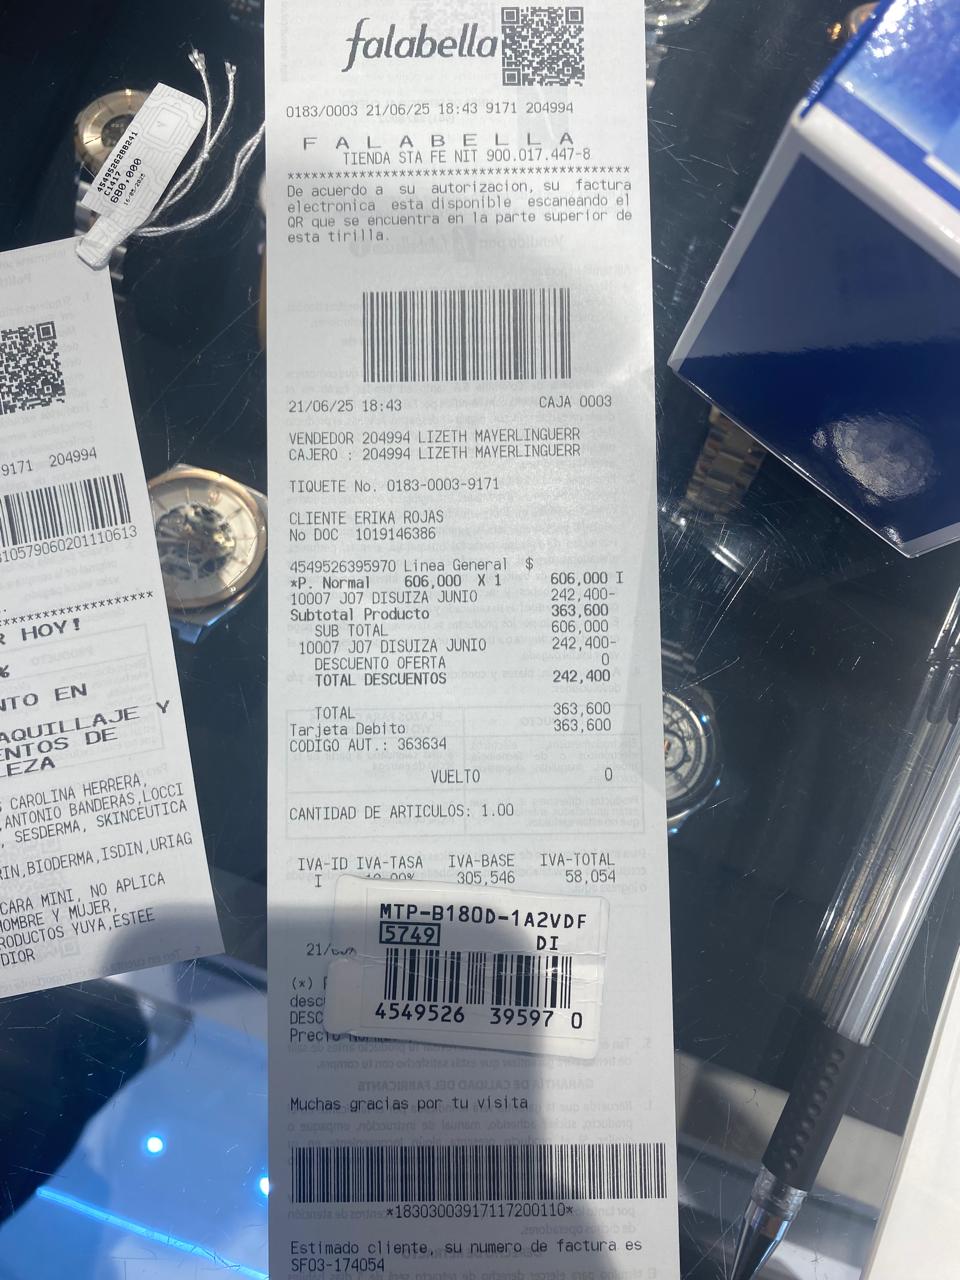 falabella
0183/0003 21/06/25 18:43 9171 204994
F A L A B E L L A
TIENDA STA FE NIT 900.017.447-8
************************************************
De acuerdo a su autorizacion, su factura
electronica esta disponible escaneando el
QR que se encuentra en la parte superior de
esta tirilla.
21/06/25 18:43 CAJA 0003
VENDEDOR 204994 LIZETH MAYERLINGUERR
CAJERO : 204994 LIZETH MAYERLINGUERR
TIQUETE No. 0183-0003-9171
CLIENTE ERIKA ROJAS
No DOC 1019146386
4549526395970 Linea General $
*P. Normal 606,000 X 1 606,000 I
10007 J07 DISUIZA JUNIO 242,400-
Subtotal Producto 363,600
SUB TOTAL 606,000
10007 J07 DISUIZA JUNIO 242,400-
DESCUENTO OFERTA 0
TOTAL DESCUENTOS 242,400
TOTAL 363,600
Tarjeta Debito 363,600
CODIGO AUT.: 363634
VUELTO 0
CANTIDAD DE ARTICULOS: 1.00
IVA-ID IVA-TASA IVA-BASE IVA-TOTAL
I 305,546 58,054
MTP-B180D-1A2VDF
5749 DI
4549526 39597 0
21/
(*)
desc
DESC
Precio
Muchas gracias por tu visita
*18303003917117200110*
Estimado cliente, su numero de factura es
SF03-174054
4549526288241
C1417
680,000
9171 204994
10579060201110613
R HOY!
%
NTO EN
AQUILLAJE Y
ENTOS DE
LEZA
CAROLINA HERRERA,
,ANTONIO BANDERAS,LOCCI
, SESDERMA, SKINCEUTICA
RIN,BIODERMA,ISDIN,URIAG
CARA MINI, NO APLICA
HOMBRE Y MUJER,
RODUCTOS YUYA,ESTEE
DIOR